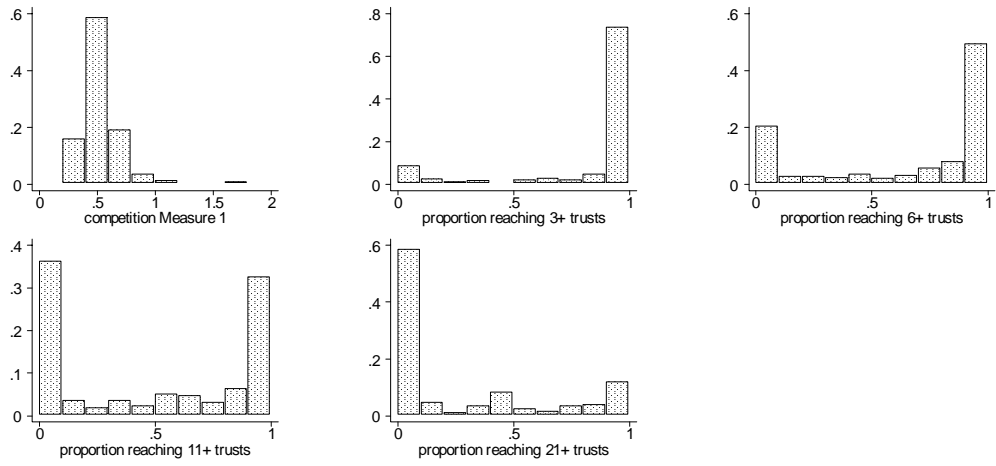 .6
.4
.2
0
0 .5 1 1.5 2
competition Measure 1
.8
.6
.4
.2
0
0 .5 1
proportion reaching 3+ trusts
.6
.4
.2
0
0 .5 1
proportion reaching 6+ trusts
.4
.3
.2
.1
0
0 .5 1
proportion reaching 11+ trusts
.6
.4
.2
0
0 .5 1
proportion reaching 21+ trusts